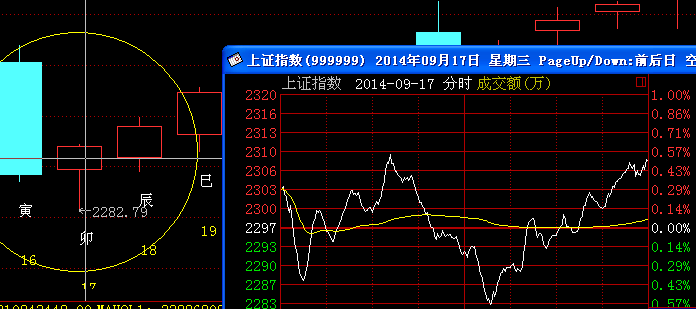 上证指数(999999) 2014年09月17日 星期三 PageUp/Down:前后日 空
上证指数 2014-09-17 分时 成交额(万)
2320 1.00%
2316 0.86%
2313 0.71%
2310 0.57%
2306 0.43%
2303 0.29%
2300 0.14%
2297 0.00%
2293 0.14%
2290 0.29%
2287 0.43%
2283 0.57%
巳
辰
寅
2282.79
卯
19
18
16
17